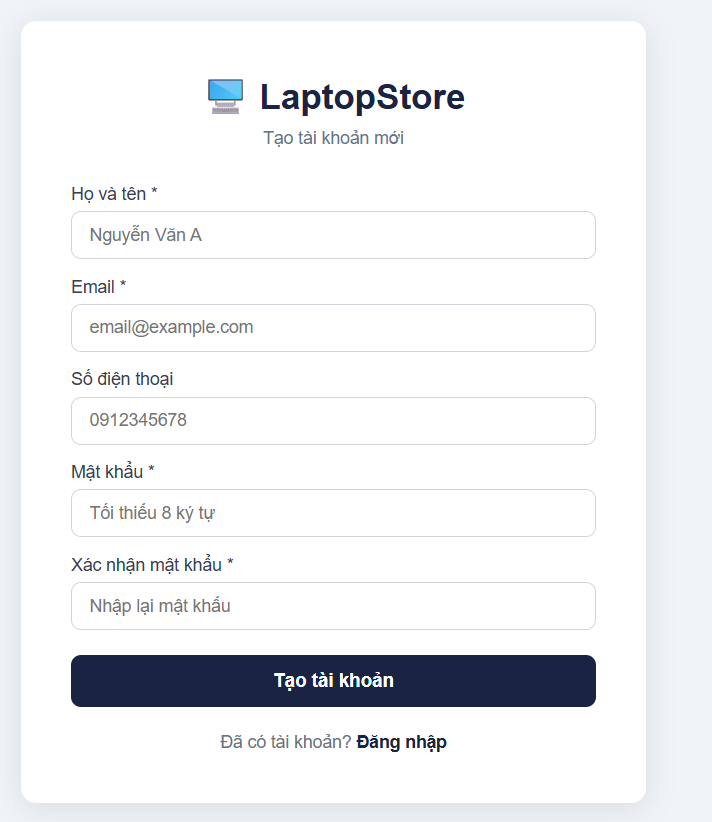 LaptopStore
Tạo tài khoản mới
Họ và tên *
Nguyễn Văn A
Email *
email@example.com
Số điện thoại
0912345678
Mật khẩu *
Tối thiểu 8 ký tự
Xác nhận mật khẩu *
Nhập lại mật khẩu
Tạo tài khoản
Đã có tài khoản? Đăng nhập